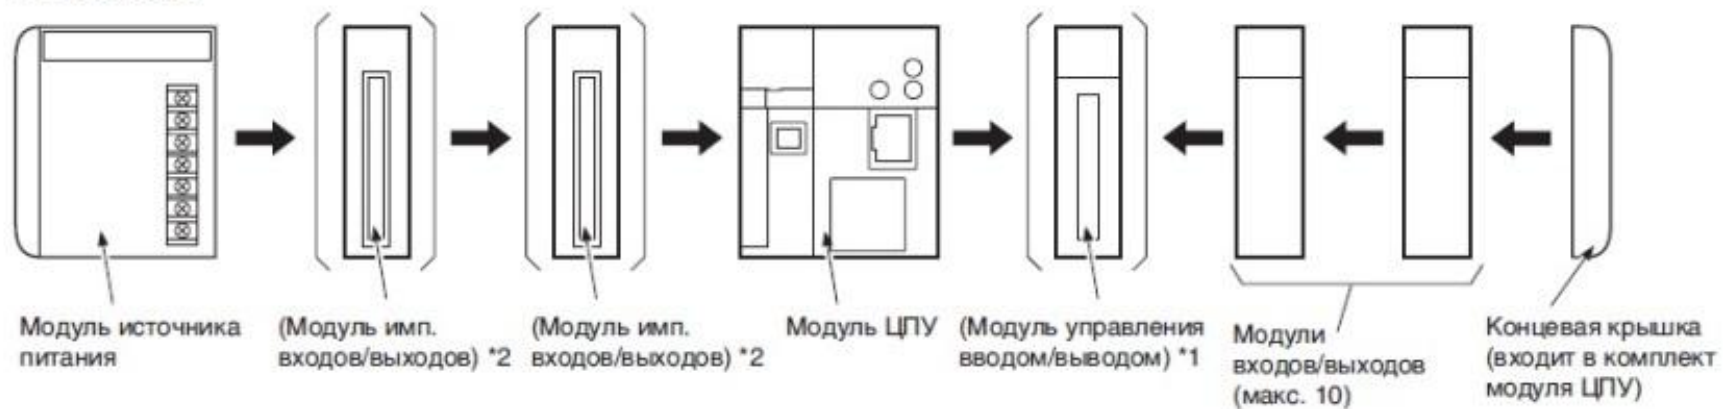 Модуль источника
питания
(Модуль имп.
входов/выходов) *2
(Модуль имп.
входов/выходов) *2
Модуль ЦПУ
(Модуль управления
вводом/выводом) *1
Модули
входов/выходов
(макс. 10)
Концевая крышка
(входит в комплект
модуля ЦПУ)